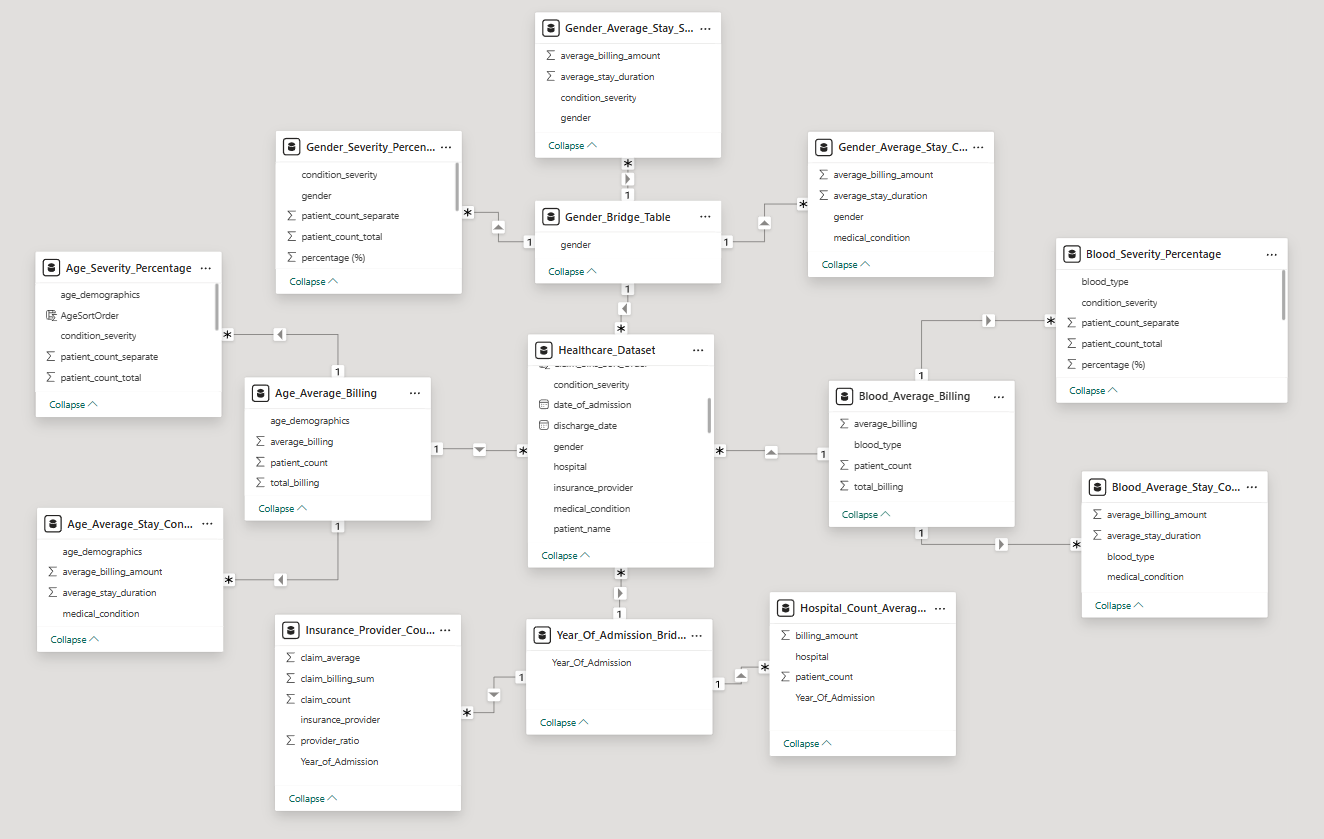 Gender_Average_Stay_S...
average_billing_amount
average_stay_duration
condition_severity
gender
Collapse
Gender_Severity_Percen...
condition_severity
gender
patient_count_separate
patient_count_total
percentage (%)
Collapse
Gender_Average_Stay_C...
average_billing_amount
average_stay_duration
gender
medical_condition
Collapse
*
1
Gender_Bridge_Table
gender
Collapse
*
1
1
*
1
*
Age_Severity_Percentage
age_demographics
AgeSortOrder
condition_severity
patient_count_separate
patient_count_total
Collapse
Blood_Severity_Percentage
blood_type
condition_severity
patient_count_separate
patient_count_total
percentage (%)
Collapse
*
1
*
1
Healthcare_Dataset
condition_severity
date_of_admission
discharge_date
gender
hospital
insurance_provider
medical_condition
patient_name
Collapse
Age_Average_Billing
age_demographics
average_billing
patient_count
total_billing
Collapse
1
*
*
1
Blood_Average_Billing
average_billing
blood_type
patient_count
total_billing
Collapse
Age_Average_Stay_Con...
age_demographics
average_billing_amount
average_stay_duration
medical_condition
Collapse
1
*
1
*
Blood_Average_Stay_Co...
average_billing_amount
average_stay_duration
blood_type
medical_condition
Collapse
*
1
Insurance_Provider_Cou...
claim_average
claim_billing_sum
claim_count
insurance_provider
provider_ratio
Year_of_Admission
Collapse
Year_Of_Admission_Brid...
Year_Of_Admission
Collapse
1
*
1
*
Hospital_Count_Averag...
billing_amount
hospital
patient_count
Year_Of_Admission
Collapse